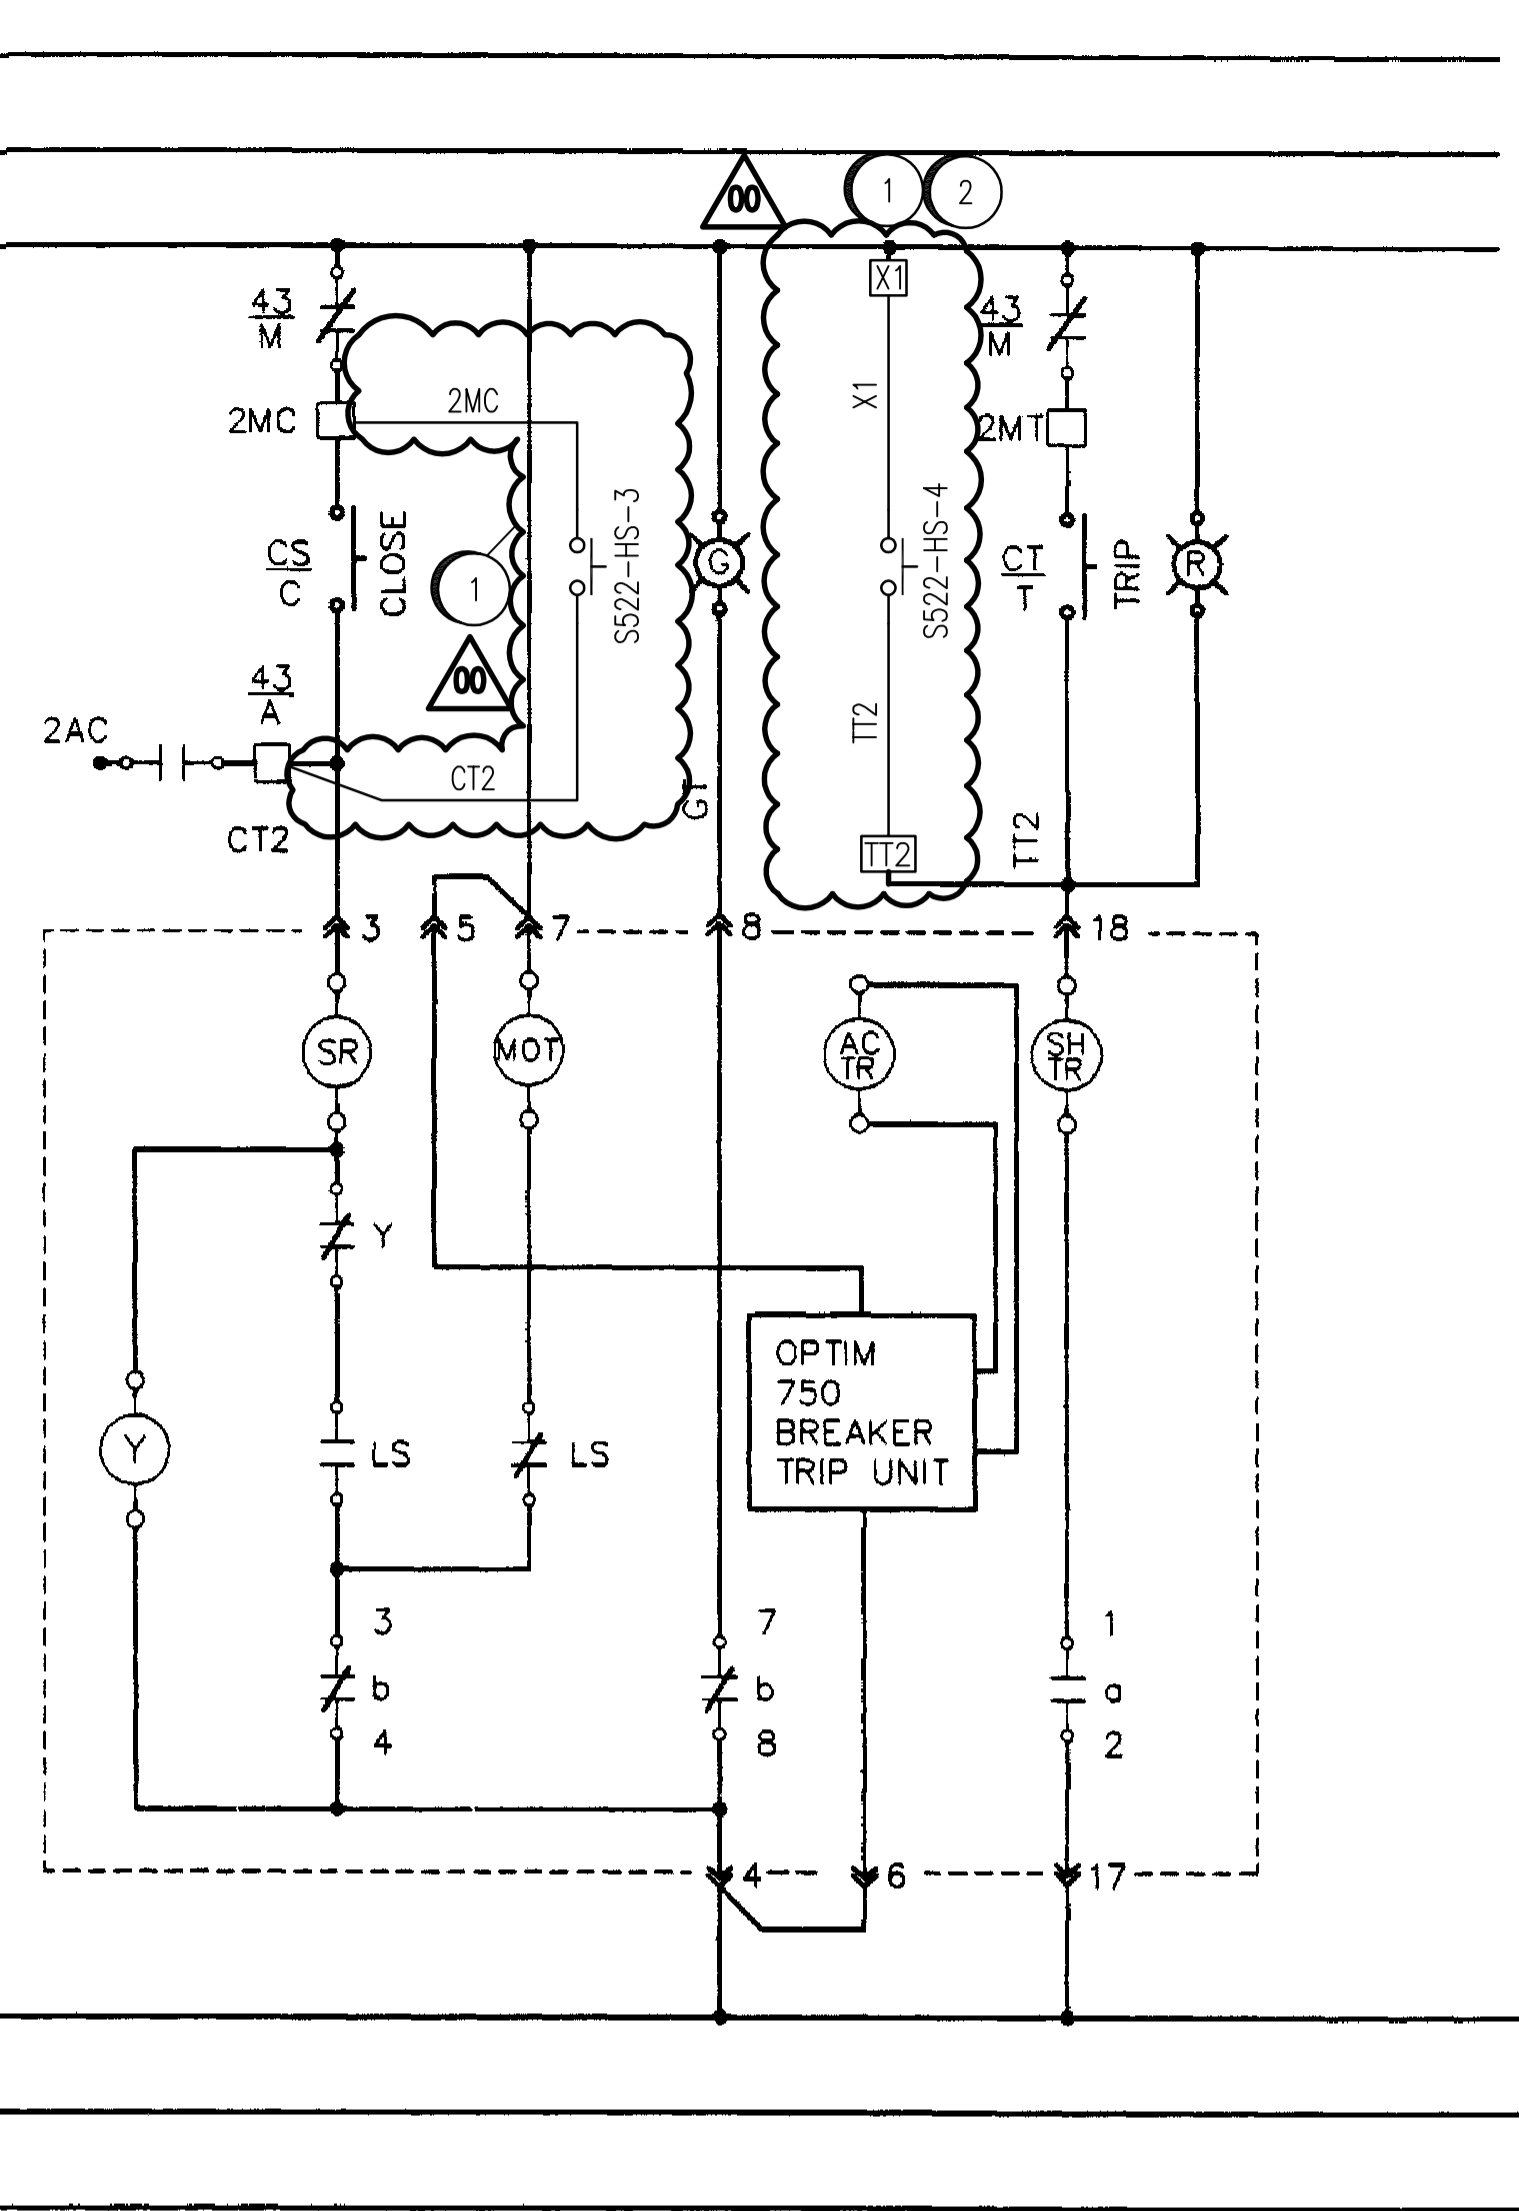 00
1
2
X1
43
M
43
M
2MC
2MC
X1
2MT
CS
C
CLOSE
1
S522-HS-3
G
S522-HS-4
CT
T
TRIP
R
00
43
A
2AC
CT2
GT
TT2
CT2
TT2
TT2
3
5
7
8
18
SR
MOT
AC
TR
SH
TR
Y
OPTIM
750
BREAKER
TRIP UNIT
Y
LS
LS
3
b
4
7
b
8
1
a
2
4
6
17